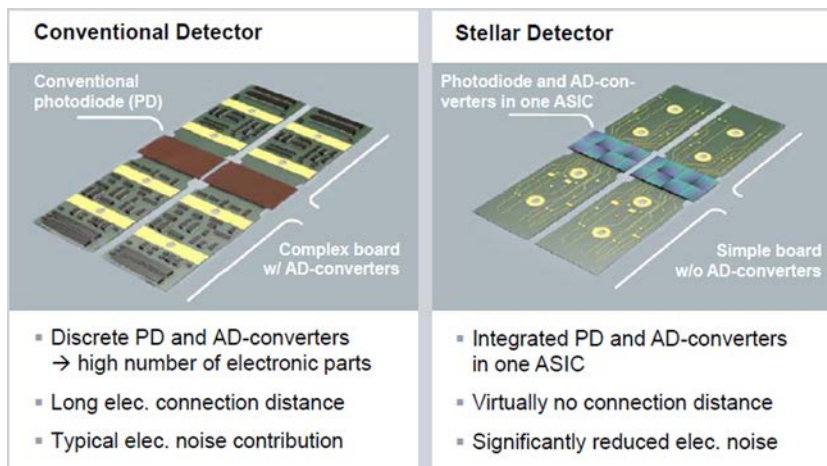 Conventional Detector
Conventional
photodiode (PD)
Complex board
w/ AD-converters
▪ Discrete PD and AD-converters
→ high number of electronic parts
▪ Long elec. connection distance
▪ Typical elec. noise contribution
Stellar Detector
Photodiode and AD-con-
verters in one ASIC
Simple board
w/o AD-converters
▪ Integrated PD and AD-converters
in one ASIC
▪ Virtually no connection distance
▪ Significantly reduced elec. noise